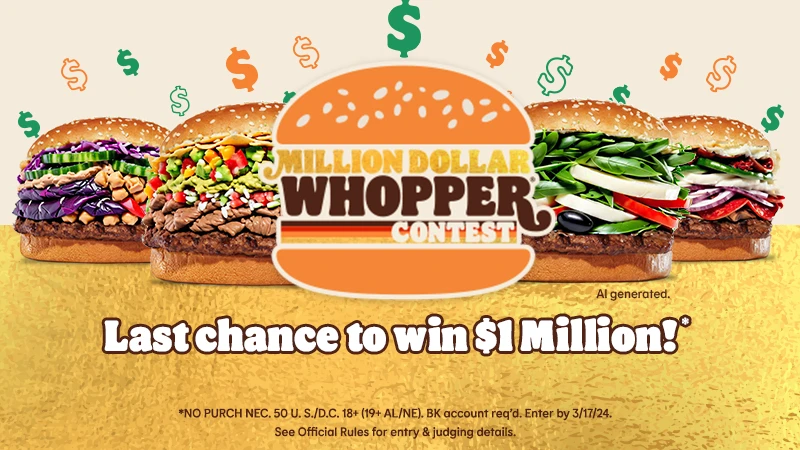 MILLION DOLLAR
WHOPPER®
CONTEST
AI generated.
Last chance to win $1 Million!*
*NO PURCH NEC. 50 U. S./D.C. 18+ (19+ AL/NE). BK account req'd. Enter by 3/17/24.
See Official Rules for entry & judging details.